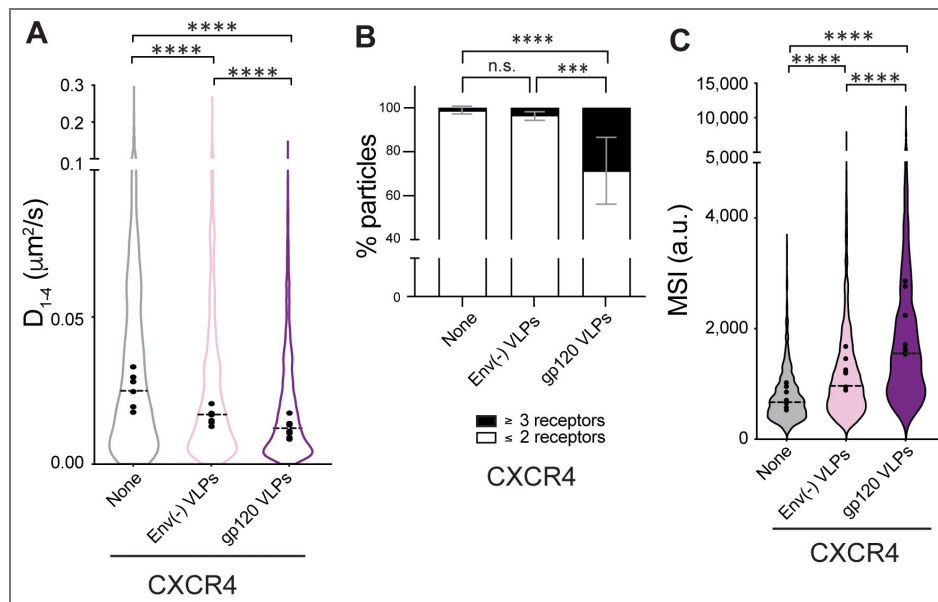 A
****
****
****
D1-4 (μm²/s)
0.3
0.2
0.1
0.05
0.00
None
Env(-) VLPs
gp120 VLPs
CXCR4
B
****
n.s.
***
% particles
100
80
60
40
0
None
Env(-) VLPs
gp120 VLPs
≥ 3 receptors
≤ 2 receptors
CXCR4
C
****
****
****
MSI (a.u.)
15,000
10,000
5,000
4,000
2,000
0
None
Env(-) VLPs
gp120 VLPs
CXCR4